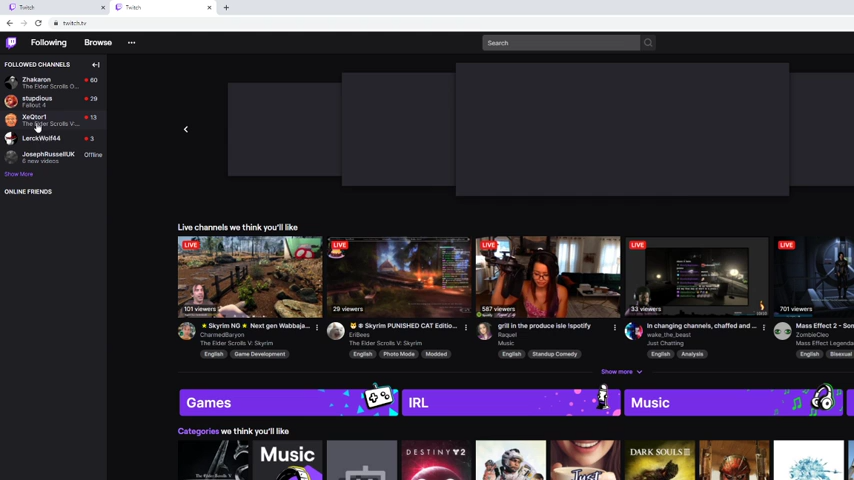 Twitch
Twitch
twitch.tv
Following
Browse
Search
FOLLOWED CHANNELS
Zhakaron
60
The Elder Scrolls O...
stupdious
29
Fallout 4
XeQtor1
13
The Elder Scrolls V:...
LerckWolf44
3
JosephRussellUK
Offline
6 new videos
Show More
ONLINE FRIENDS
Live channels we think you'll like
LIVE
LIVE
LIVE
LIVE
LIVE
101 viewers
29 viewers
587 viewers
33 viewers
701 viewers
★ Skyrim NG ★ Next gen Wabbaja...
CharmedBaryon
The Elder Scrolls V: Skyrim
English
Game Development
Skyrim PUNISHED CAT Editio...
EriBees
The Elder Scrolls V: Skyrim
English
Photo Mode
Modded
grill in the produce isle !spotify
Raquel
Music
English
Standup Comedy
In changing channels, chaffed and ...
wake_the_beast
Just Chatting
English
Analysis
Mass Effect 2 - Son
ZombieCleo
Mass Effect Legenda
English
Bisexual
Show more
Games
IRL
Music
Categories we think you'll like
Music
DESTINY 2
Just
DARK SOULS III